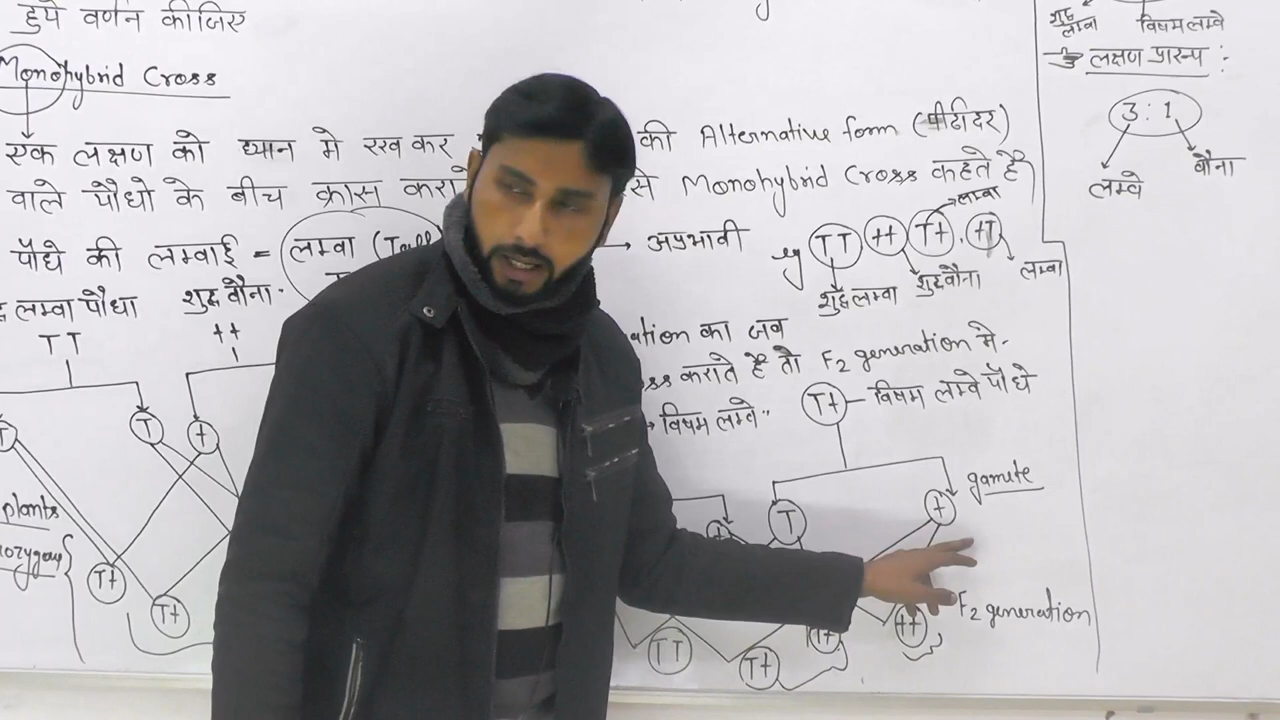 हुये वर्णन कीजिए
Monohybrid Cross
एक लक्षण को ध्यान मे रख कर की Alternative form (पीढीदर)
वाले पौधो के बीच क्रास कराते से Monohybrid Cross कहते है
पौधे की लम्बाई = लम्बा (Tall) → अप्रभावी
eg TT tt Tt, tT
→लम्बा
लम्बा
शुद्ध लम्बा शुद्ध बौना
लम्बा पौधा शुद्ध बौना
TT tt
ation का जब
कराते है तो F2 generation मे
→ विषम लम्बे
Tt — विषम लम्बे पौधे
T T t
gamete
T t
t
plants
Tt
Tt
F2 generation
TT Tt Tt tt
शुद्ध लम्बा विषम लम्बे
→ लक्षण प्रारूप :-
3 : 1
लम्बे बौना